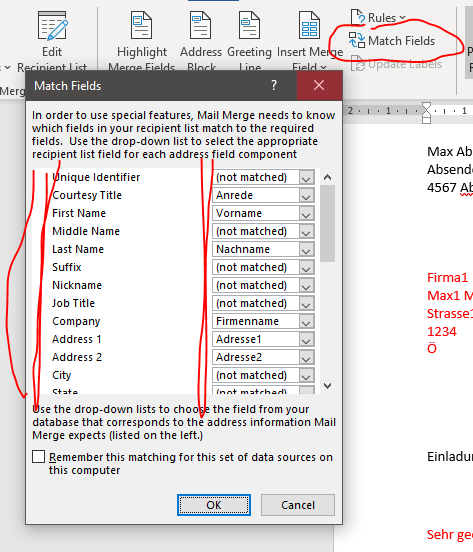 Rules
Edit
Highlight
Address
Greeting
Insert Merge
Match Fields
Recipient List
Merge Fields
Block
Line
Field
Update Labels
Match Fields
?
In order to use special features, Mail Merge needs to know
which fields in your recipient list match to the required
fields. Use the drop-down list to select the appropriate
recipient list field for each address field component
Unique Identifier (not matched)
Courtesy Title Anrede
First Name Vorname
Middle Name (not matched)
Last Name Nachname
Suffix (not matched)
Nickname (not matched)
Job Title (not matched)
Company Firmenname
Address 1 Adresse1
Address 2 Adresse2
City (not matched)
State (not matched)
Use the drop-down lists to choose the field from your
database that corresponds to the address information Mail
Merge expects (listed on the left.)
Remember this matching for this set of data sources on
this computer
OK Cancel
2 1
Max Ab
Absend
4567 Ab
Firma1
Max1 M
Strasse1
1234
Ö
Einladu
Sehr gee